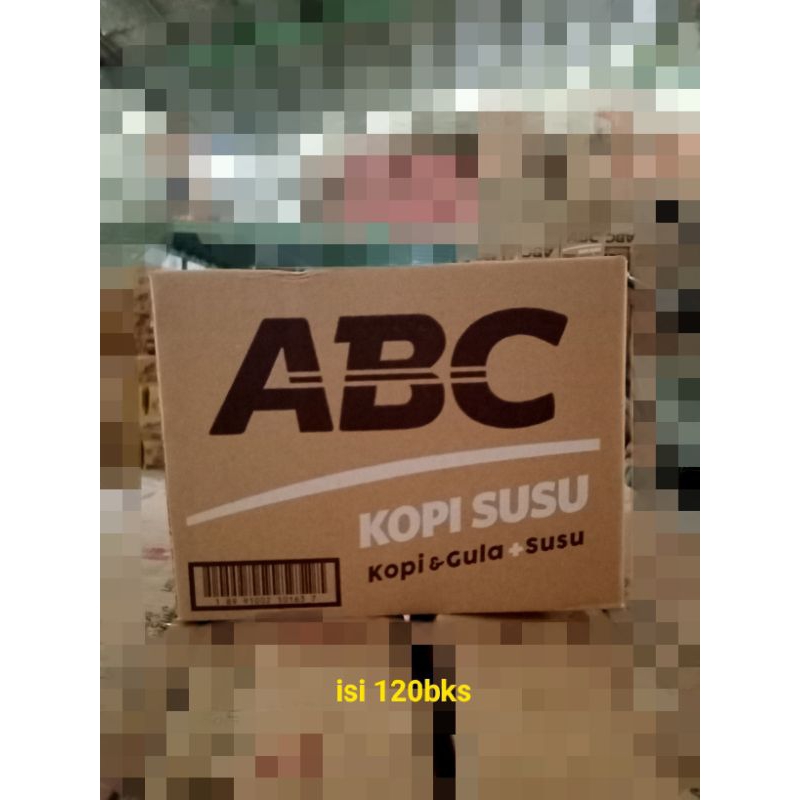 ABC
KOPI SUSU
Kopi & Gula + Susu
isi 120bks